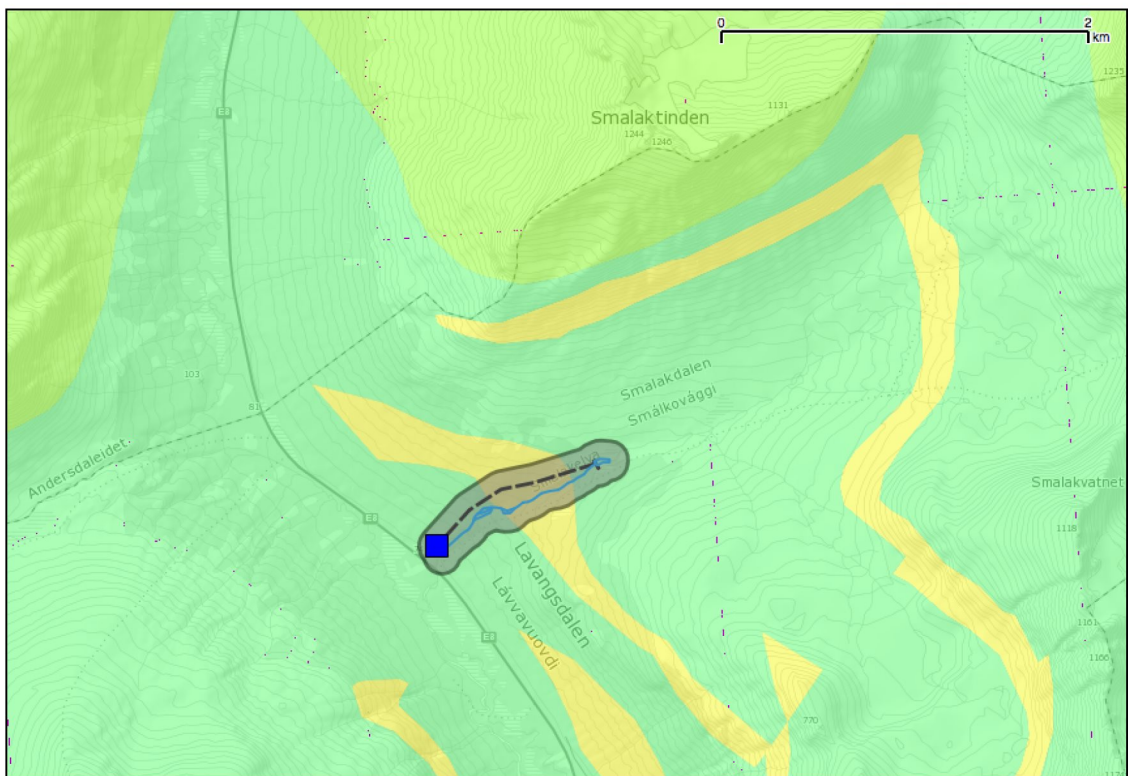 0
2
km
1235
E8
1131
Smalaktinden
1244
1246
Smalakdalen
Smálkovággi
103
81
Andersdaleidet
Smalakelva
Smalakvatnet
E8
1118
Lavangsdalen
Lávvavuovdi
E8
1161
1166
770